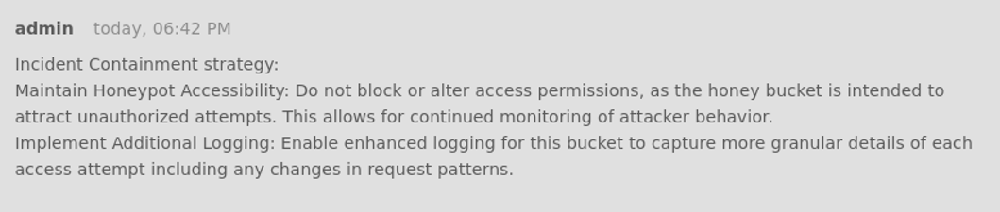 admin today, 06:42 PM
Incident Containment strategy:
Maintain Honeypot Accessibility: Do not block or alter access permissions, as the honey bucket is intended to
attract unauthorized attempts. This allows for continued monitoring of attacker behavior.
Implement Additional Logging: Enable enhanced logging for this bucket to capture more granular details of each
access attempt including any changes in request patterns.